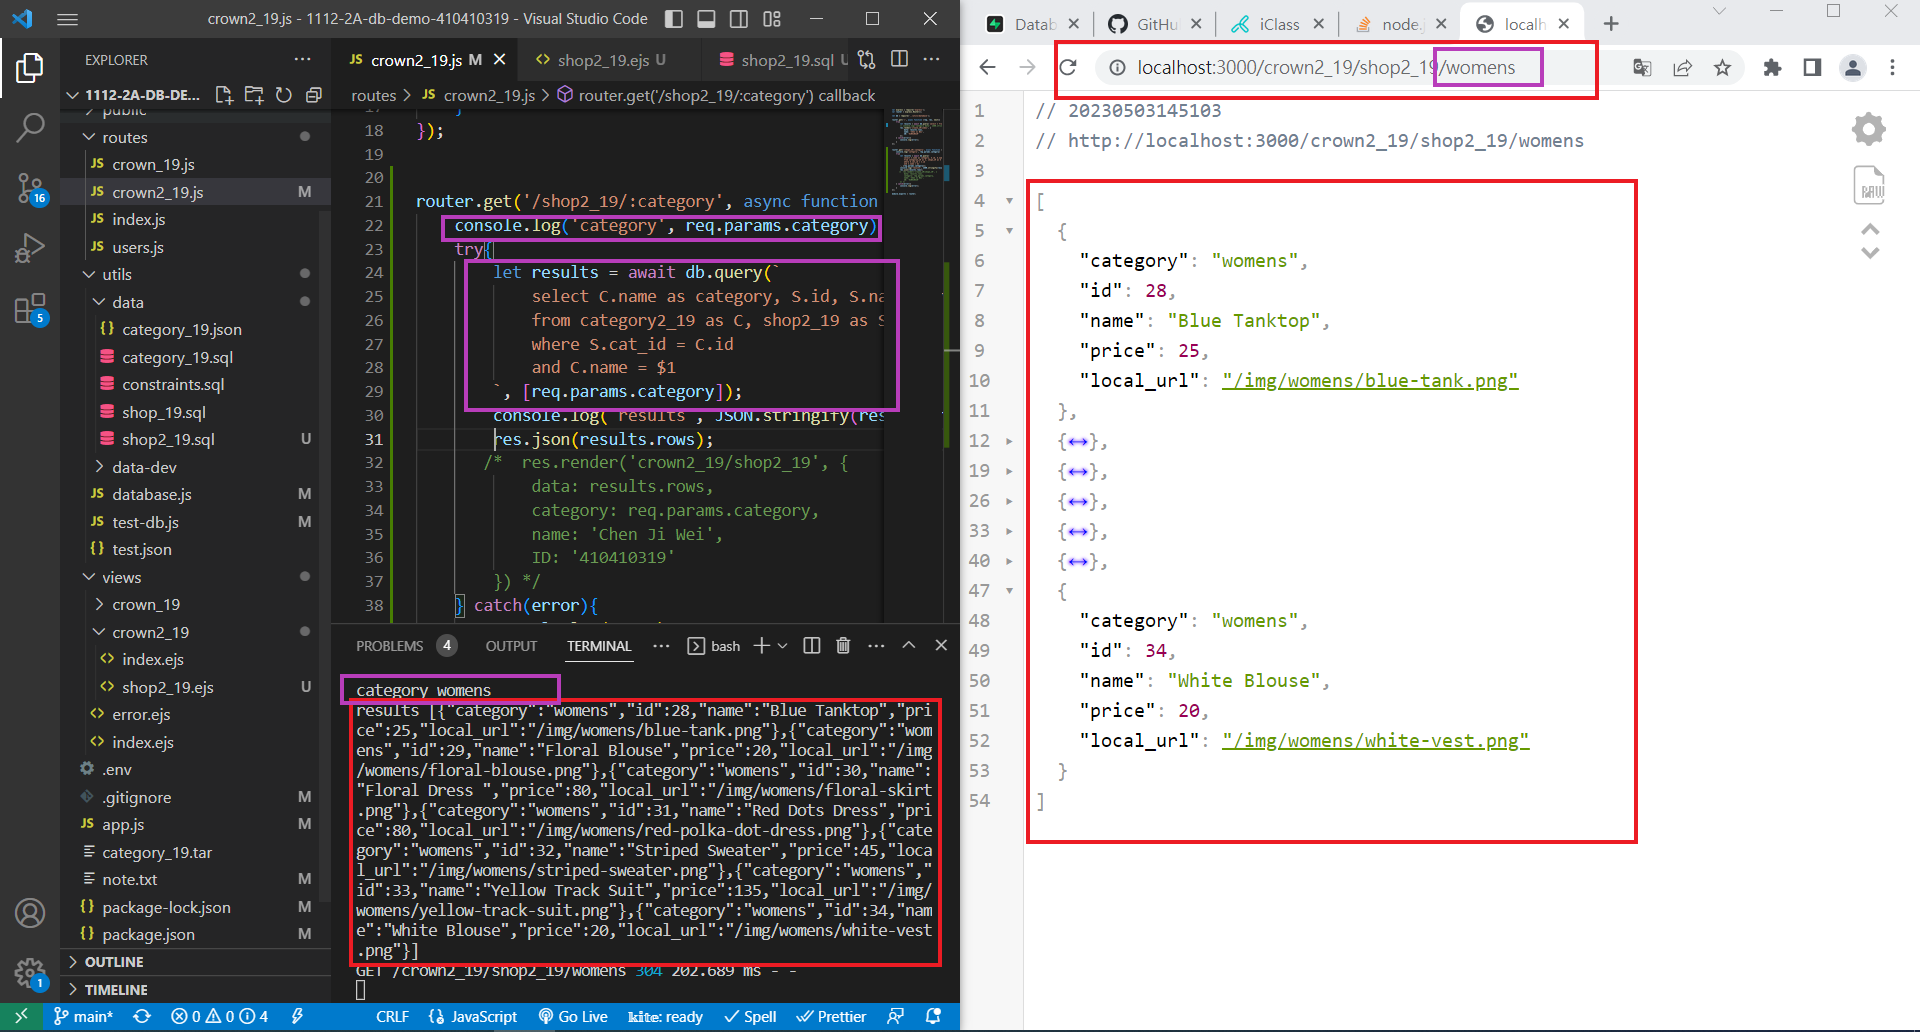 crown2_19.js - 1112-2A-db-demo-410410319 - Visual Studio Code
EXPLORER
1112-2A-DB-DE...
public
routes
crown_19.js
crown2_19.js M
index.js
users.js
utils
data
category_19.json
category_19.sql
constraints.sql
shop_19.sql
shop2_19.sql U
data-dev
database.js M
test-db.js M
test.json
views
crown_19
crown2_19
index.ejs
shop2_19.ejs U
error.ejs
index.ejs
.env
.gitignore M
app.js M
category_19.tar
note.txt M
package-lock.json M
package.json M
OUTLINE
TIMELINE
16
5
1
JS crown2_19.js M
shop2_19.ejs U
shop2_19.sql U
routes > JS crown2_19.js > router.get('/shop2_19/:category') callback
18 });
19
20
21 router.get('/shop2_19/:category', async function
22 console.log('category', req.params.category)
23 try{
24 let results = await db.query(`
25 select C.name as category, S.id, S.na
26 from category2_19 as C, shop2_19 as S
27 where S.cat_id = C.id
28 and C.name = $1
29 `, [req.params.category]);
30 console.log('results', JSON.stringify(res
31 res.json(results.rows);
32 /* res.render('crown2_19/shop2_19', {
33 data: results.rows,
34 category: req.params.category,
35 name: 'Chen Ji Wei',
36 ID: '410410319'
37 }) */
38 } catch(error){
PROBLEMS 4 OUTPUT TERMINAL ... bash
category womens
results [{"category":"womens","id":28,"name":"Blue Tanktop","pri
ce":25,"local_url":"/img/womens/blue-tank.png"},{"category":"wom
ens","id":29,"name":"Floral Blouse","price":20,"local_url":"/img
/womens/floral-blouse.png"},{"category":"womens","id":30,"name":
"Floral Dress ","price":80,"local_url":"/img/womens/floral-skirt
.png"},{"category":"womens","id":31,"name":"Red Dots Dress","pri
ce":80,"local_url":"/img/womens/red-polka-dot-dress.png"},{"cate
gory":"womens","id":32,"name":"Striped Sweater","price":45,"loca
l_url":"/img/womens/striped-sweater.png"},{"category":"womens","
id":33,"name":"Yellow Track Suit","price":135,"local_url":"/img/
womens/yellow-track-suit.png"},{"category":"womens","id":34,"nam
e":"White Blouse","price":20,"local_url":"/img/womens/white-vest
.png"}]
GET /crown2_19/shop2_19/womens 304 202.689 ms - -
main* 0 0 4 CRLF JavaScript Go Live kite: ready Spell Prettier
Datab GitHu iClass node.j localh
localhost:3000/crown2_19/shop2_19/womens
1 // 20230503145103
2 // http://localhost:3000/crown2_19/shop2_19/womens
3
4 [
5 {
6 "category": "womens",
7 "id": 28,
8 "name": "Blue Tanktop",
9 "price": 25,
10 "local_url": "/img/womens/blue-tank.png"
11 },
12 {↔},
19 {↔},
26 {↔},
33 {↔},
40 {↔},
47 {
48 "category": "womens",
49 "id": 34,
50 "name": "White Blouse",
51 "price": 20,
52 "local_url": "/img/womens/white-vest.png"
53 }
54 ]
RAW